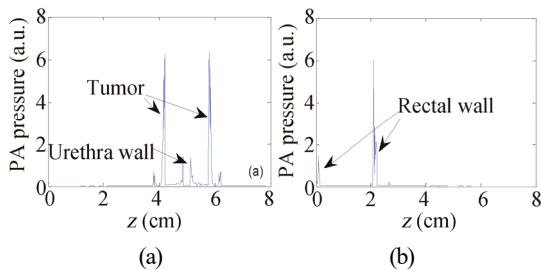 PA pressure (a.u.)
8
6
4
2
0
Tumor
Urethra wall
(a)
0 2 4 6 8
z (cm)
(a)
PA pressure (a.u.)
8
6
4
2
0
Rectal wall
0 2 4 6 8
z (cm)
(b)